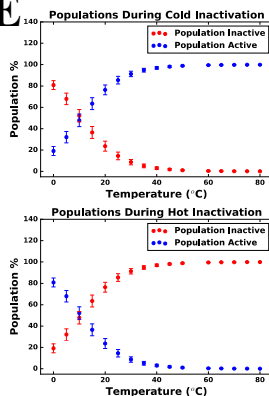 E
Populations During Cold Inactivation
140
120
100
80
60
40
20
0
Population %
Population Inactive
Population Active
0 20 40 60 80
Temperature (°C)
Populations During Hot Inactivation
140
120
100
80
60
40
20
0
Population %
Population Inactive
Population Active
0 20 40 60 80
Temperature (°C)